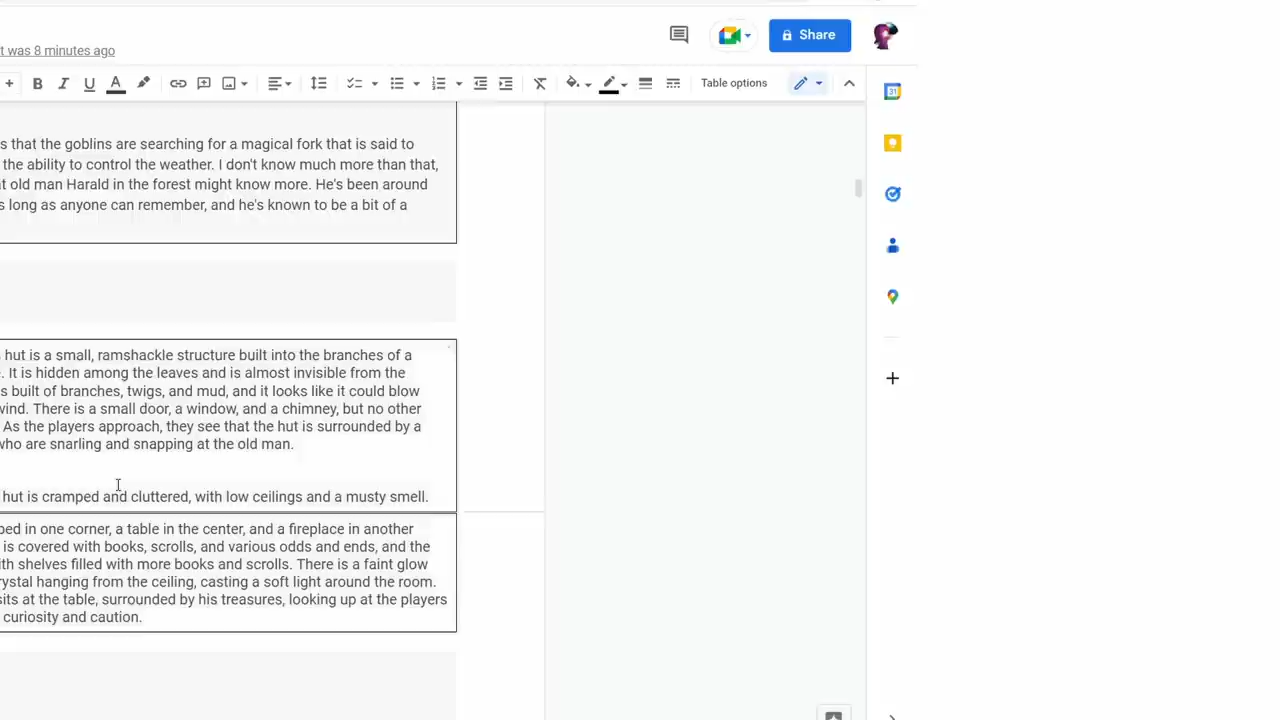 Share
t was 8 minutes ago
B I U A
Table options
31
s that the goblins are searching for a magical fork that is said to
the ability to control the weather. I don't know much more than that,
t old man Harald in the forest might know more. He's been around
s long as anyone can remember, and he's known to be a bit of a
hut is a small, ramshackle structure built into the branches of a
. It is hidden among the leaves and is almost invisible from the
s built of branches, twigs, and mud, and it looks like it could blow
wind. There is a small door, a window, and a chimney, but no other
As the players approach, they see that the hut is surrounded by a
who are snarling and snapping at the old man.
hut is cramped and cluttered, with low ceilings and a musty smell.
bed in one corner, a table in the center, and a fireplace in another
is covered with books, scrolls, and various odds and ends, and the
ith shelves filled with more books and scrolls. There is a faint glow
rystal hanging from the ceiling, casting a soft light around the room.
sits at the table, surrounded by his treasures, looking up at the players
curiosity and caution.